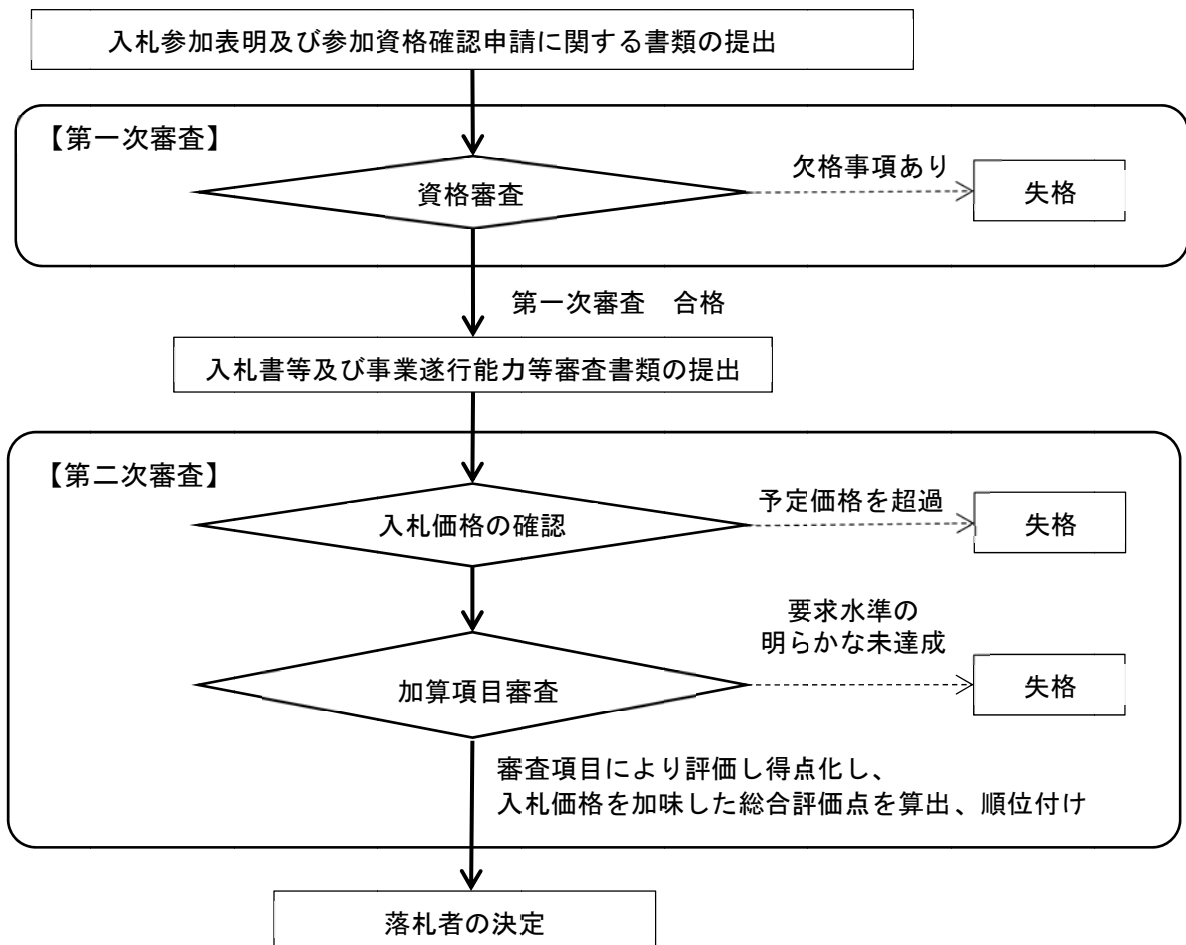 入札参加表明及び参加資格確認申請に関する書類の提出
【第一次審査】
欠格事項あり
資格審査
失格
第一次審査　合格
入札書等及び事業遂行能力等審査書類の提出
【第二次審査】
予定価格を超過
入札価格の確認
失格
要求水準の
明らかな未達成
加算項目審査
失格
審査項目により評価し得点化し、
入札価格を加味した総合評価点を算出、順位付け
落札者の決定